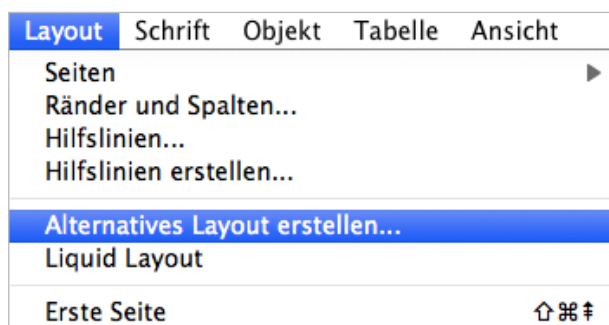 Layout Schrift Objekt Tabelle Ansicht
Seiten
Ränder und Spalten...
Hilfslinien...
Hilfslinien erstellen...
Alternatives Layout erstellen...
Liquid Layout
Erste Seite ⇧⌘⇞